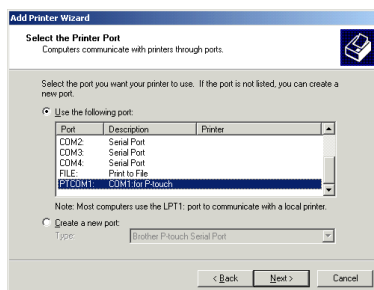 Add Printer Wizard
Select the Printer Port
Computers communicate with printers through ports.
Select the port you want your printer to use. If the port is not listed, you can create a
new port.
Use the following port:
Port Description Printer
COM2: Serial Port
COM3: Serial Port
COM4: Serial Port
FILE: Print to File
PTCOM1: COM1:for P-touch
Note: Most computers use the LPT1: port to communicate with a local printer.
Create a new port:
Type: Brother P-touch Serial Port
< Back Next > Cancel